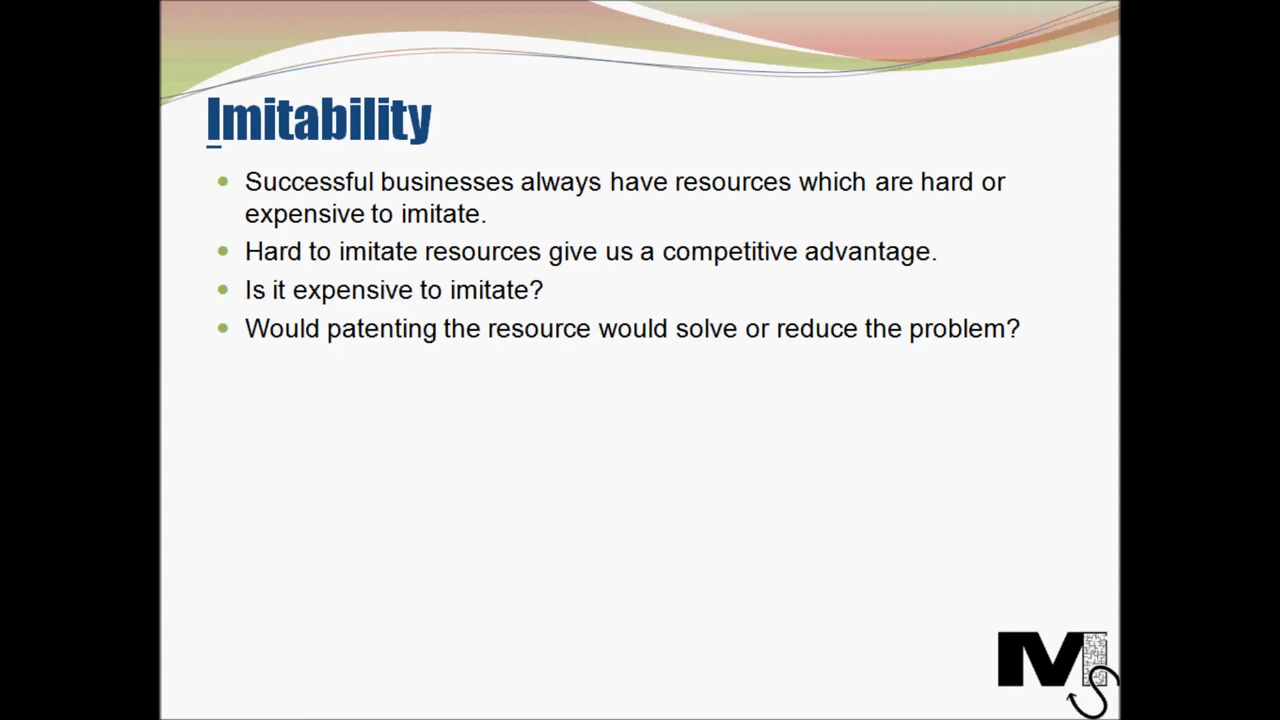 Imitability
• Successful businesses always have resources which are hard or
expensive to imitate.
• Hard to imitate resources give us a competitive advantage.
• Is it expensive to imitate?
• Would patenting the resource would solve or reduce the problem?
MS